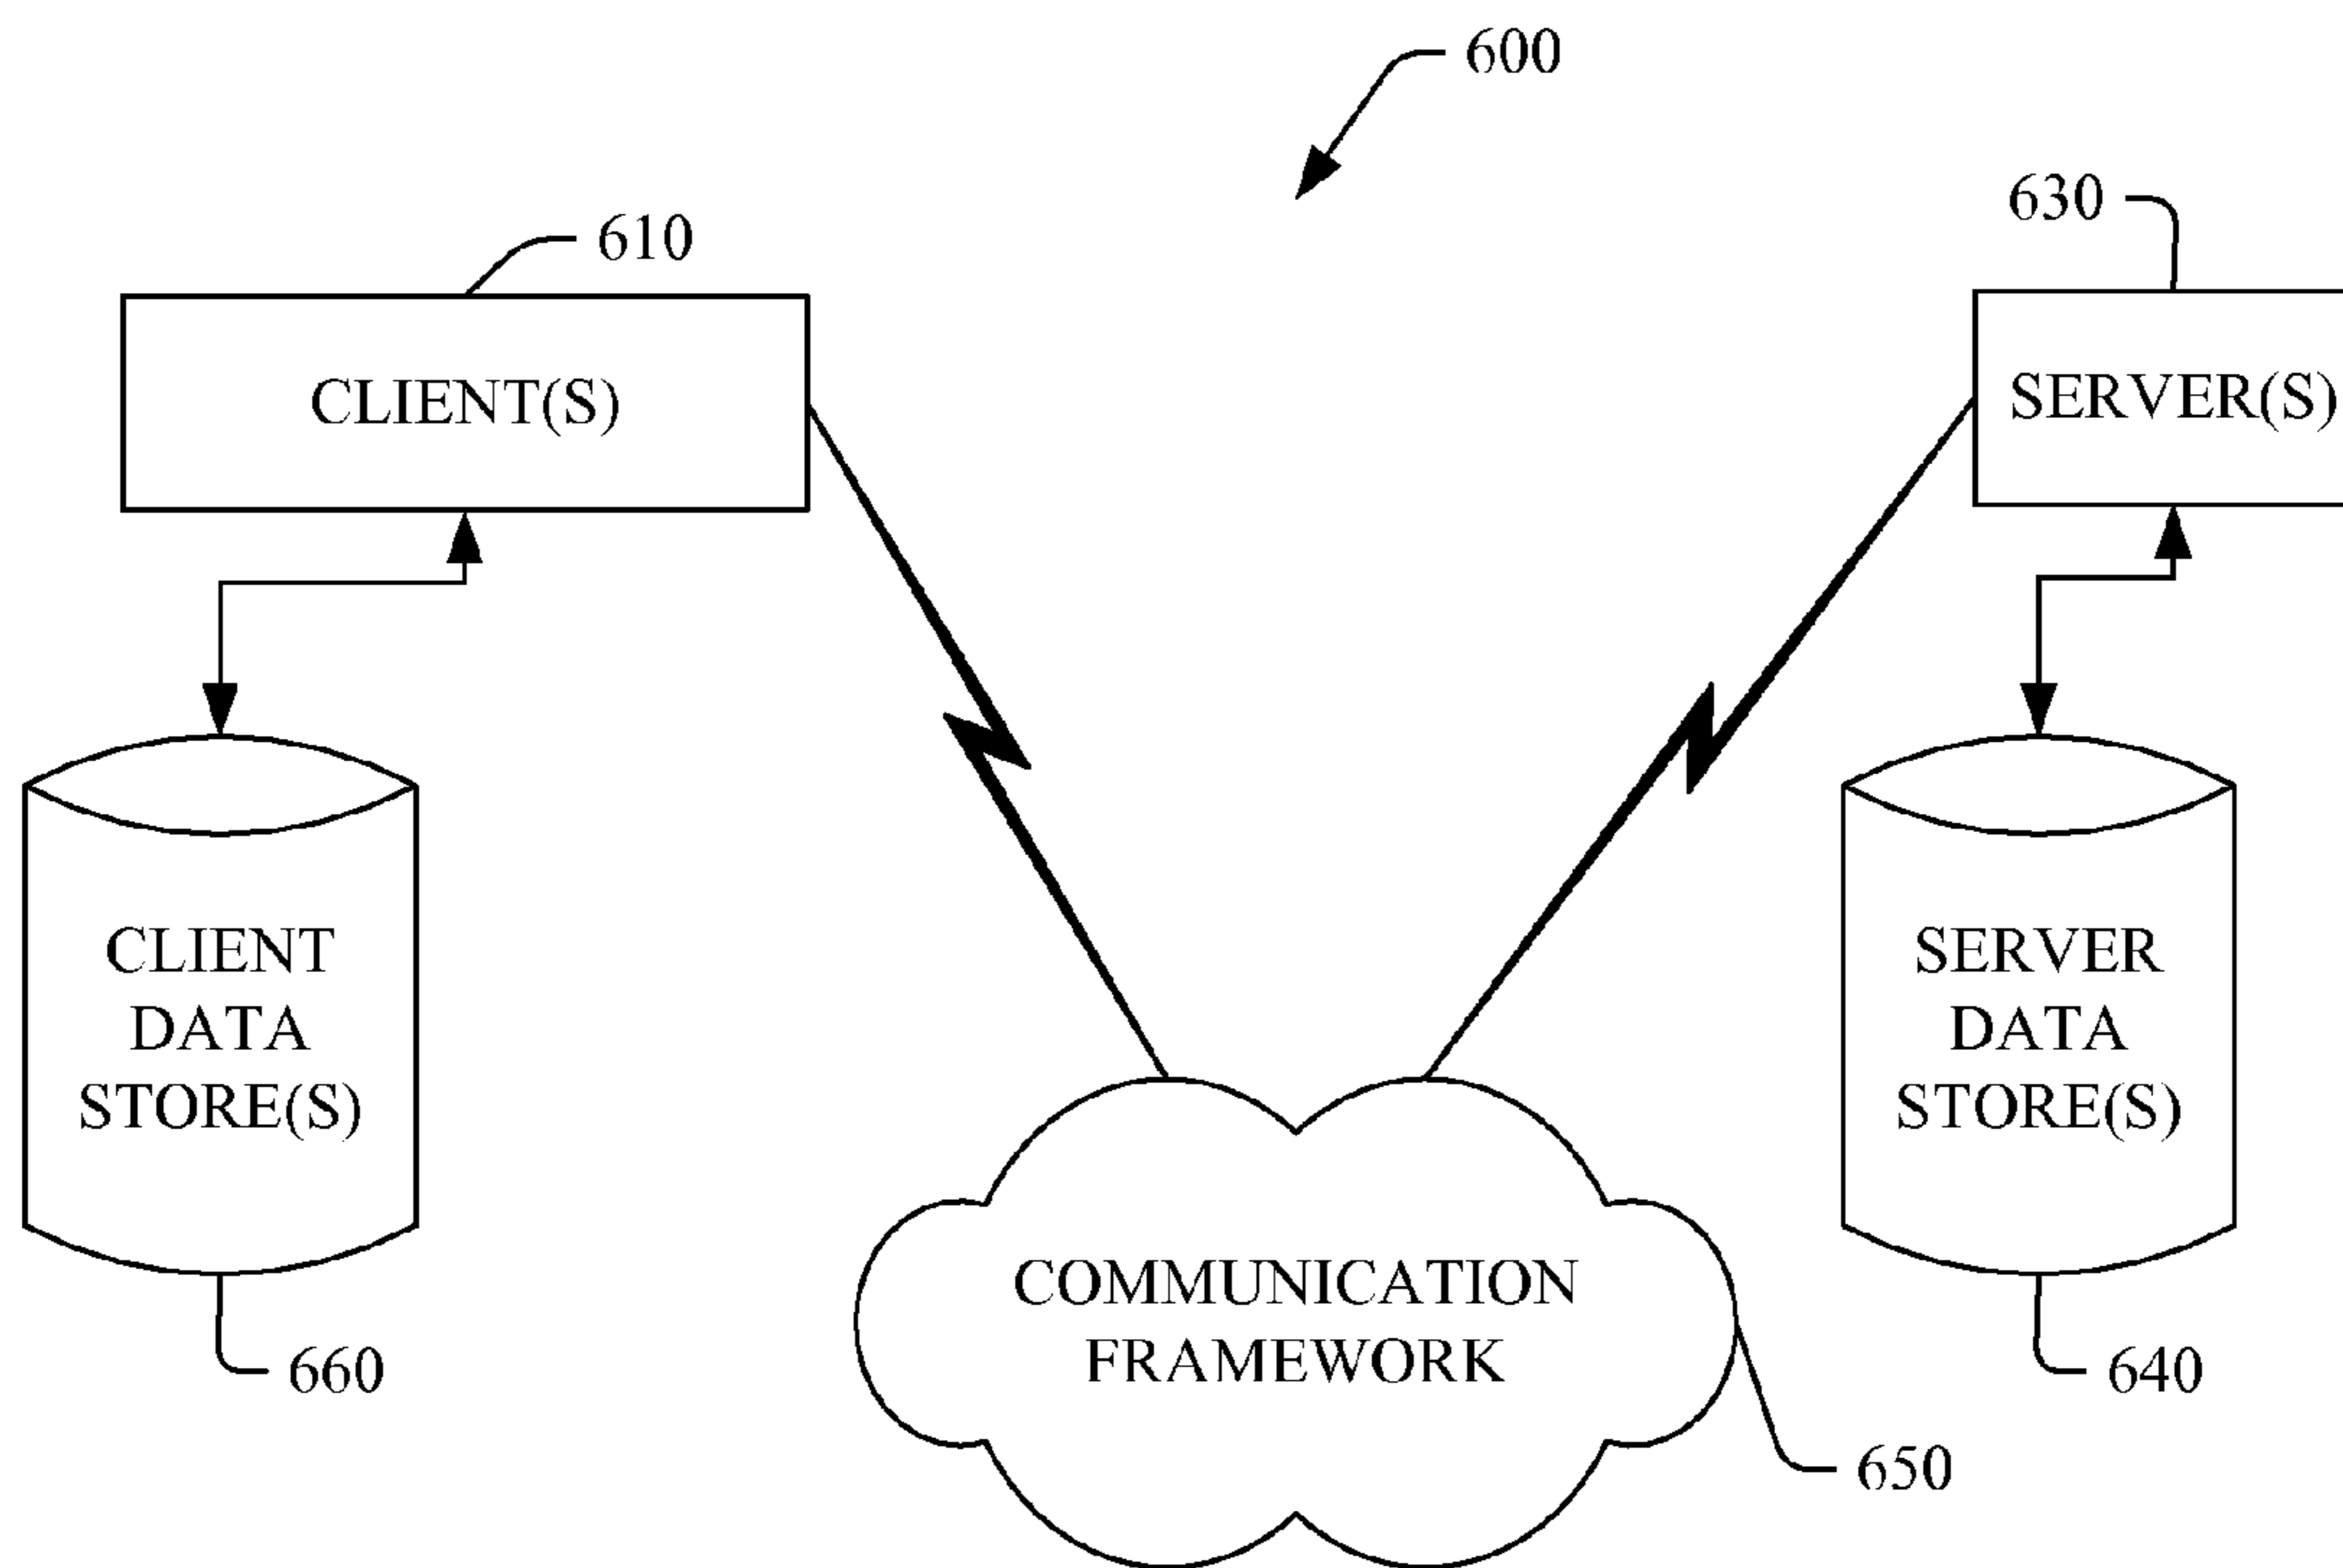 600
630
610
CLIENT(S)
SERVER(S)
CLIENT
DATA
STORE(S)
SERVER
DATA
STORE(S)
COMMUNICATION
FRAMEWORK
660
640
650